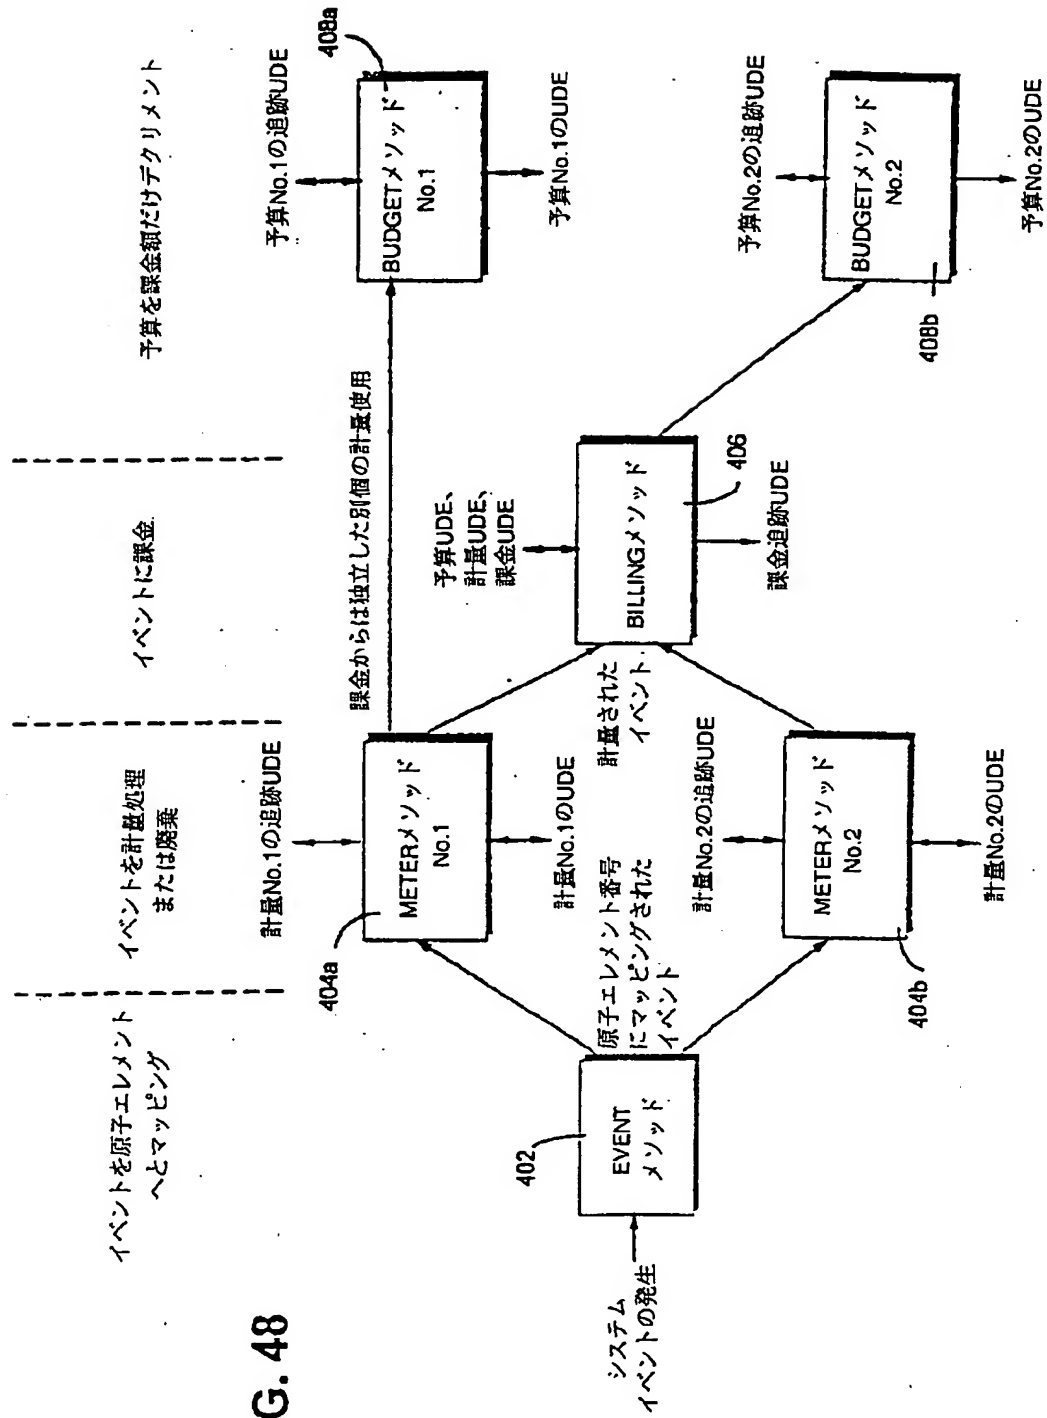 イベントを原子エレメント
へとマッピング
イベントを計量処理
または廃棄
イベントに課金
予算を課金額だけデクリメント
計量No.1の追跡UDE
404a
METERメソッド
No.1
計量No.1のUDE
課金からは独立した別個の計量使用
予算No.1の追跡UDE
408a
BUDGETメソッド
No.1
予算No.1のUDE
システム
イベントの発生
402
EVENT
メソッド
原子エレメント番号
にマッピングされた
イベント
計量された
イベント
予算UDE、
計量UDE、
課金UDE
BILLINGメソッド
406
課金追跡UDE
計量No.2の追跡UDE
METERメソッド
No.2
404b
計量No.2のUDE
予算No.2の追跡UDE
BUDGETメソッド
No.2
408b
予算No.2のUDE
G. 48